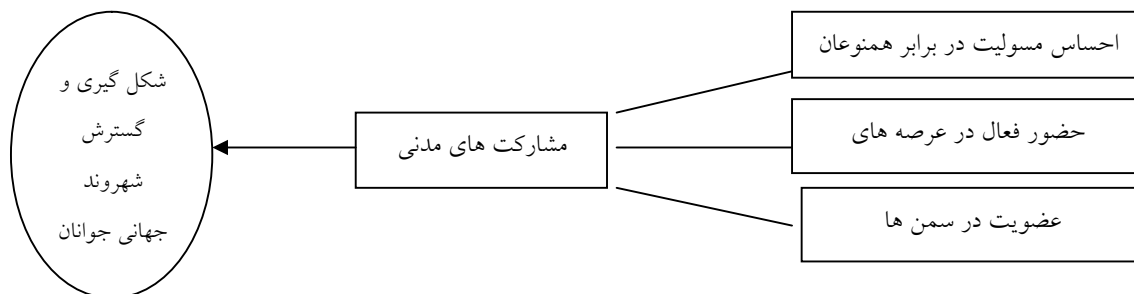 احساس مسولیت در برابر همنوعان
حضور فعال در عرصه های
عضویت در سمن ها
مشارکت های مدنی
شکل گیری و
گسترش
شهروند
جهانی جوانان